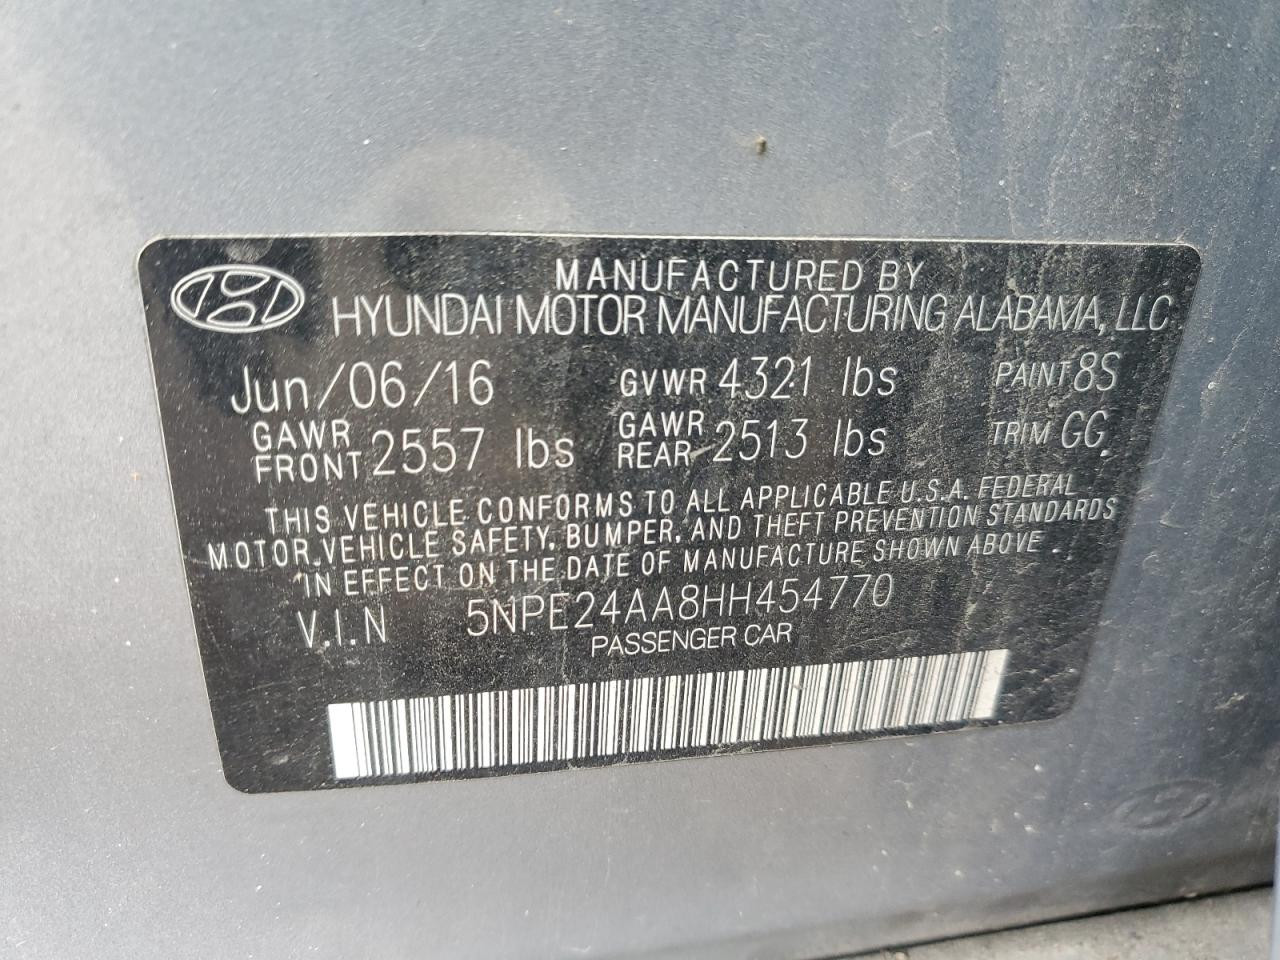 MANUFACTURED BY
HYUNDAI MOTOR MANUFACTURING ALABAMA, LLC
Jun/06/16 GVWR 4321 lbs PAINT 8S
GAWR FRONT 2557 lbs GAWR REAR 2513 lbs TRIM GG
THIS VEHICLE CONFORMS TO ALL APPLICABLE U.S.A. FEDERAL
MOTOR VEHICLE SAFETY, BUMPER, AND THEFT PREVENTION STANDARDS
IN EFFECT ON THE DATE OF MANUFACTURE SHOWN ABOVE
V.I.N 5NPE24AA8HH454770
PASSENGER CAR